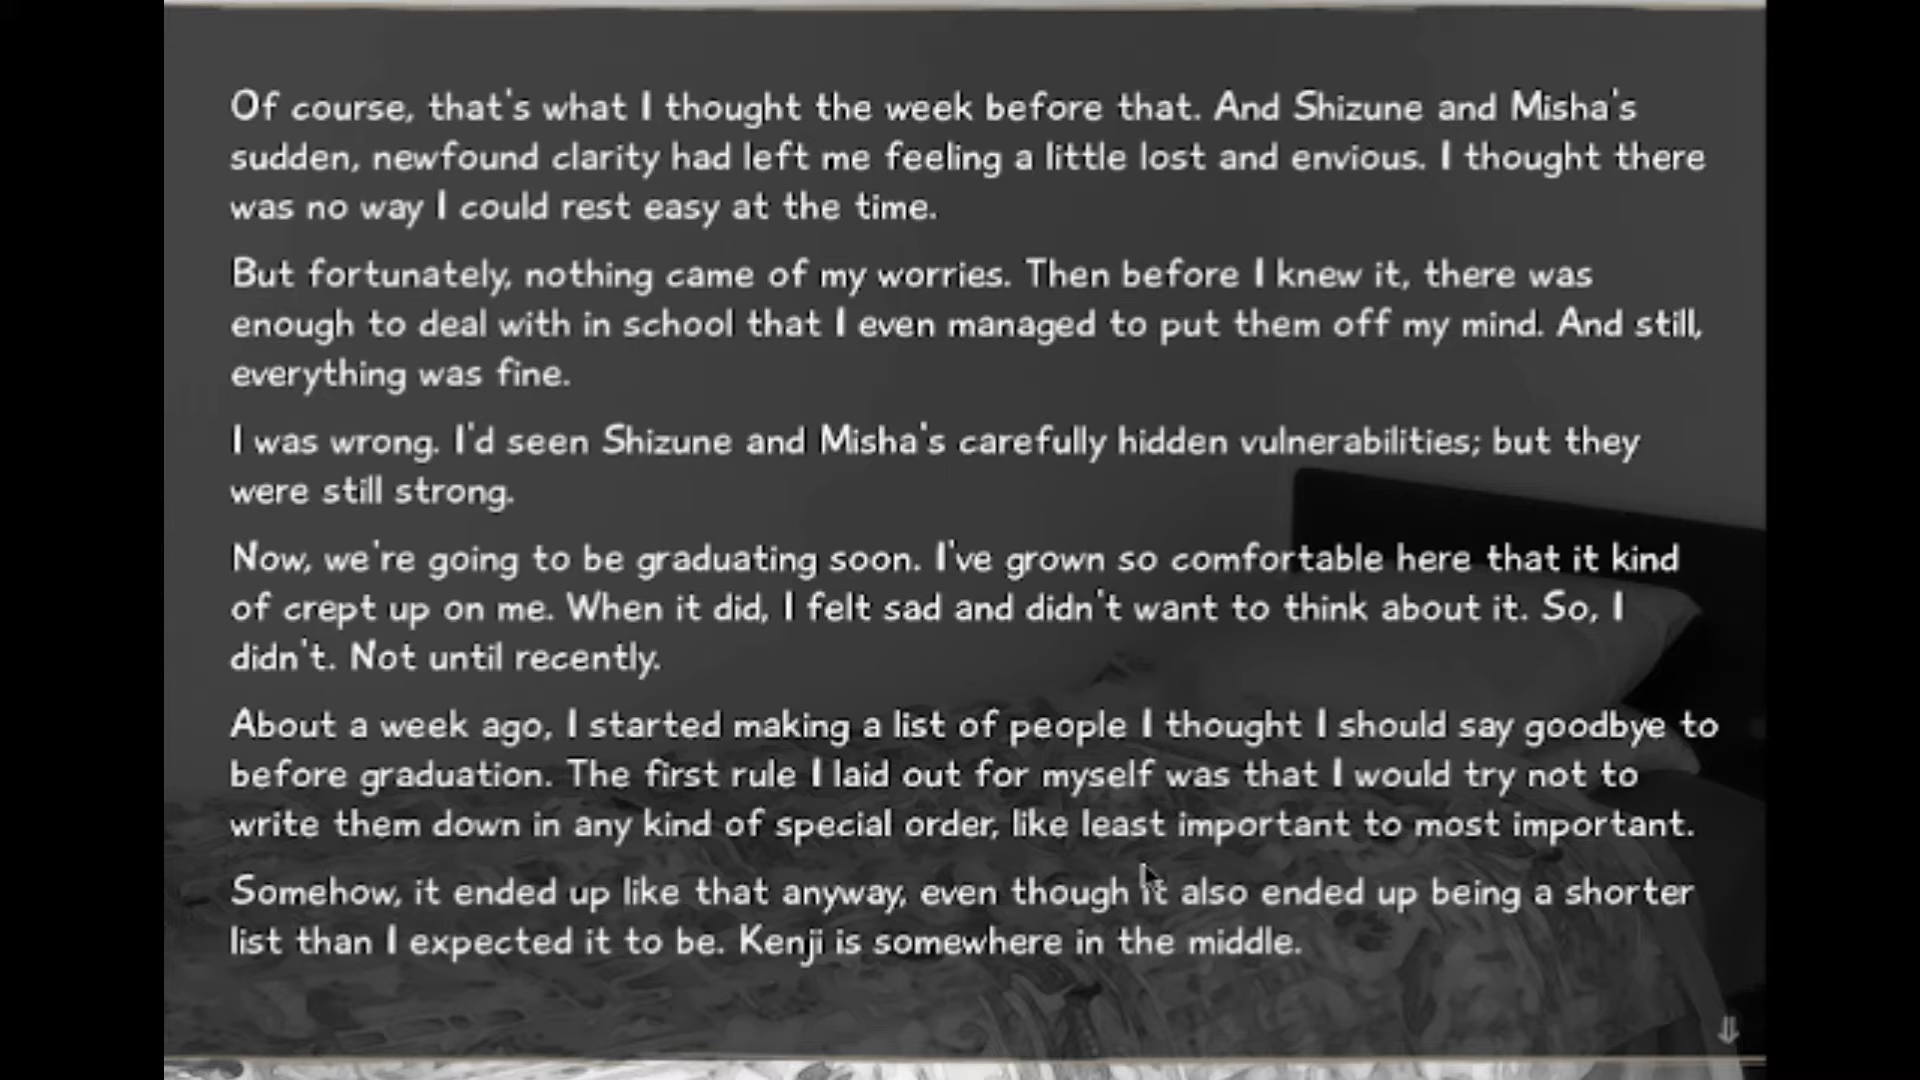 Of course, that's what I thought the week before that. And Shizune and Misha's
sudden, newfound clarity had left me feeling a little lost and envious. I thought there
was no way I could rest easy at the time.
But fortunately, nothing came of my worries. Then before I knew it, there was
enough to deal with in school that I even managed to put them off my mind. And still,
everything was fine.
I was wrong. I'd seen Shizune and Misha's carefully hidden vulnerabilities; but they
were still strong.
Now, we're going to be graduating soon. I've grown so comfortable here that it kind
of crept up on me. When it did, I felt sad and didn't want to think about it. So, I
didn't. Not until recently.
About a week ago, I started making a list of people I thought I should say goodbye to
before graduation. The first rule I laid out for myself was that I would try not to
write them down in any kind of special order, like least important to most important.
Somehow, it ended up like that anyway, even though it also ended up being a shorter
list than I expected it to be. Kenji is somewhere in the middle.